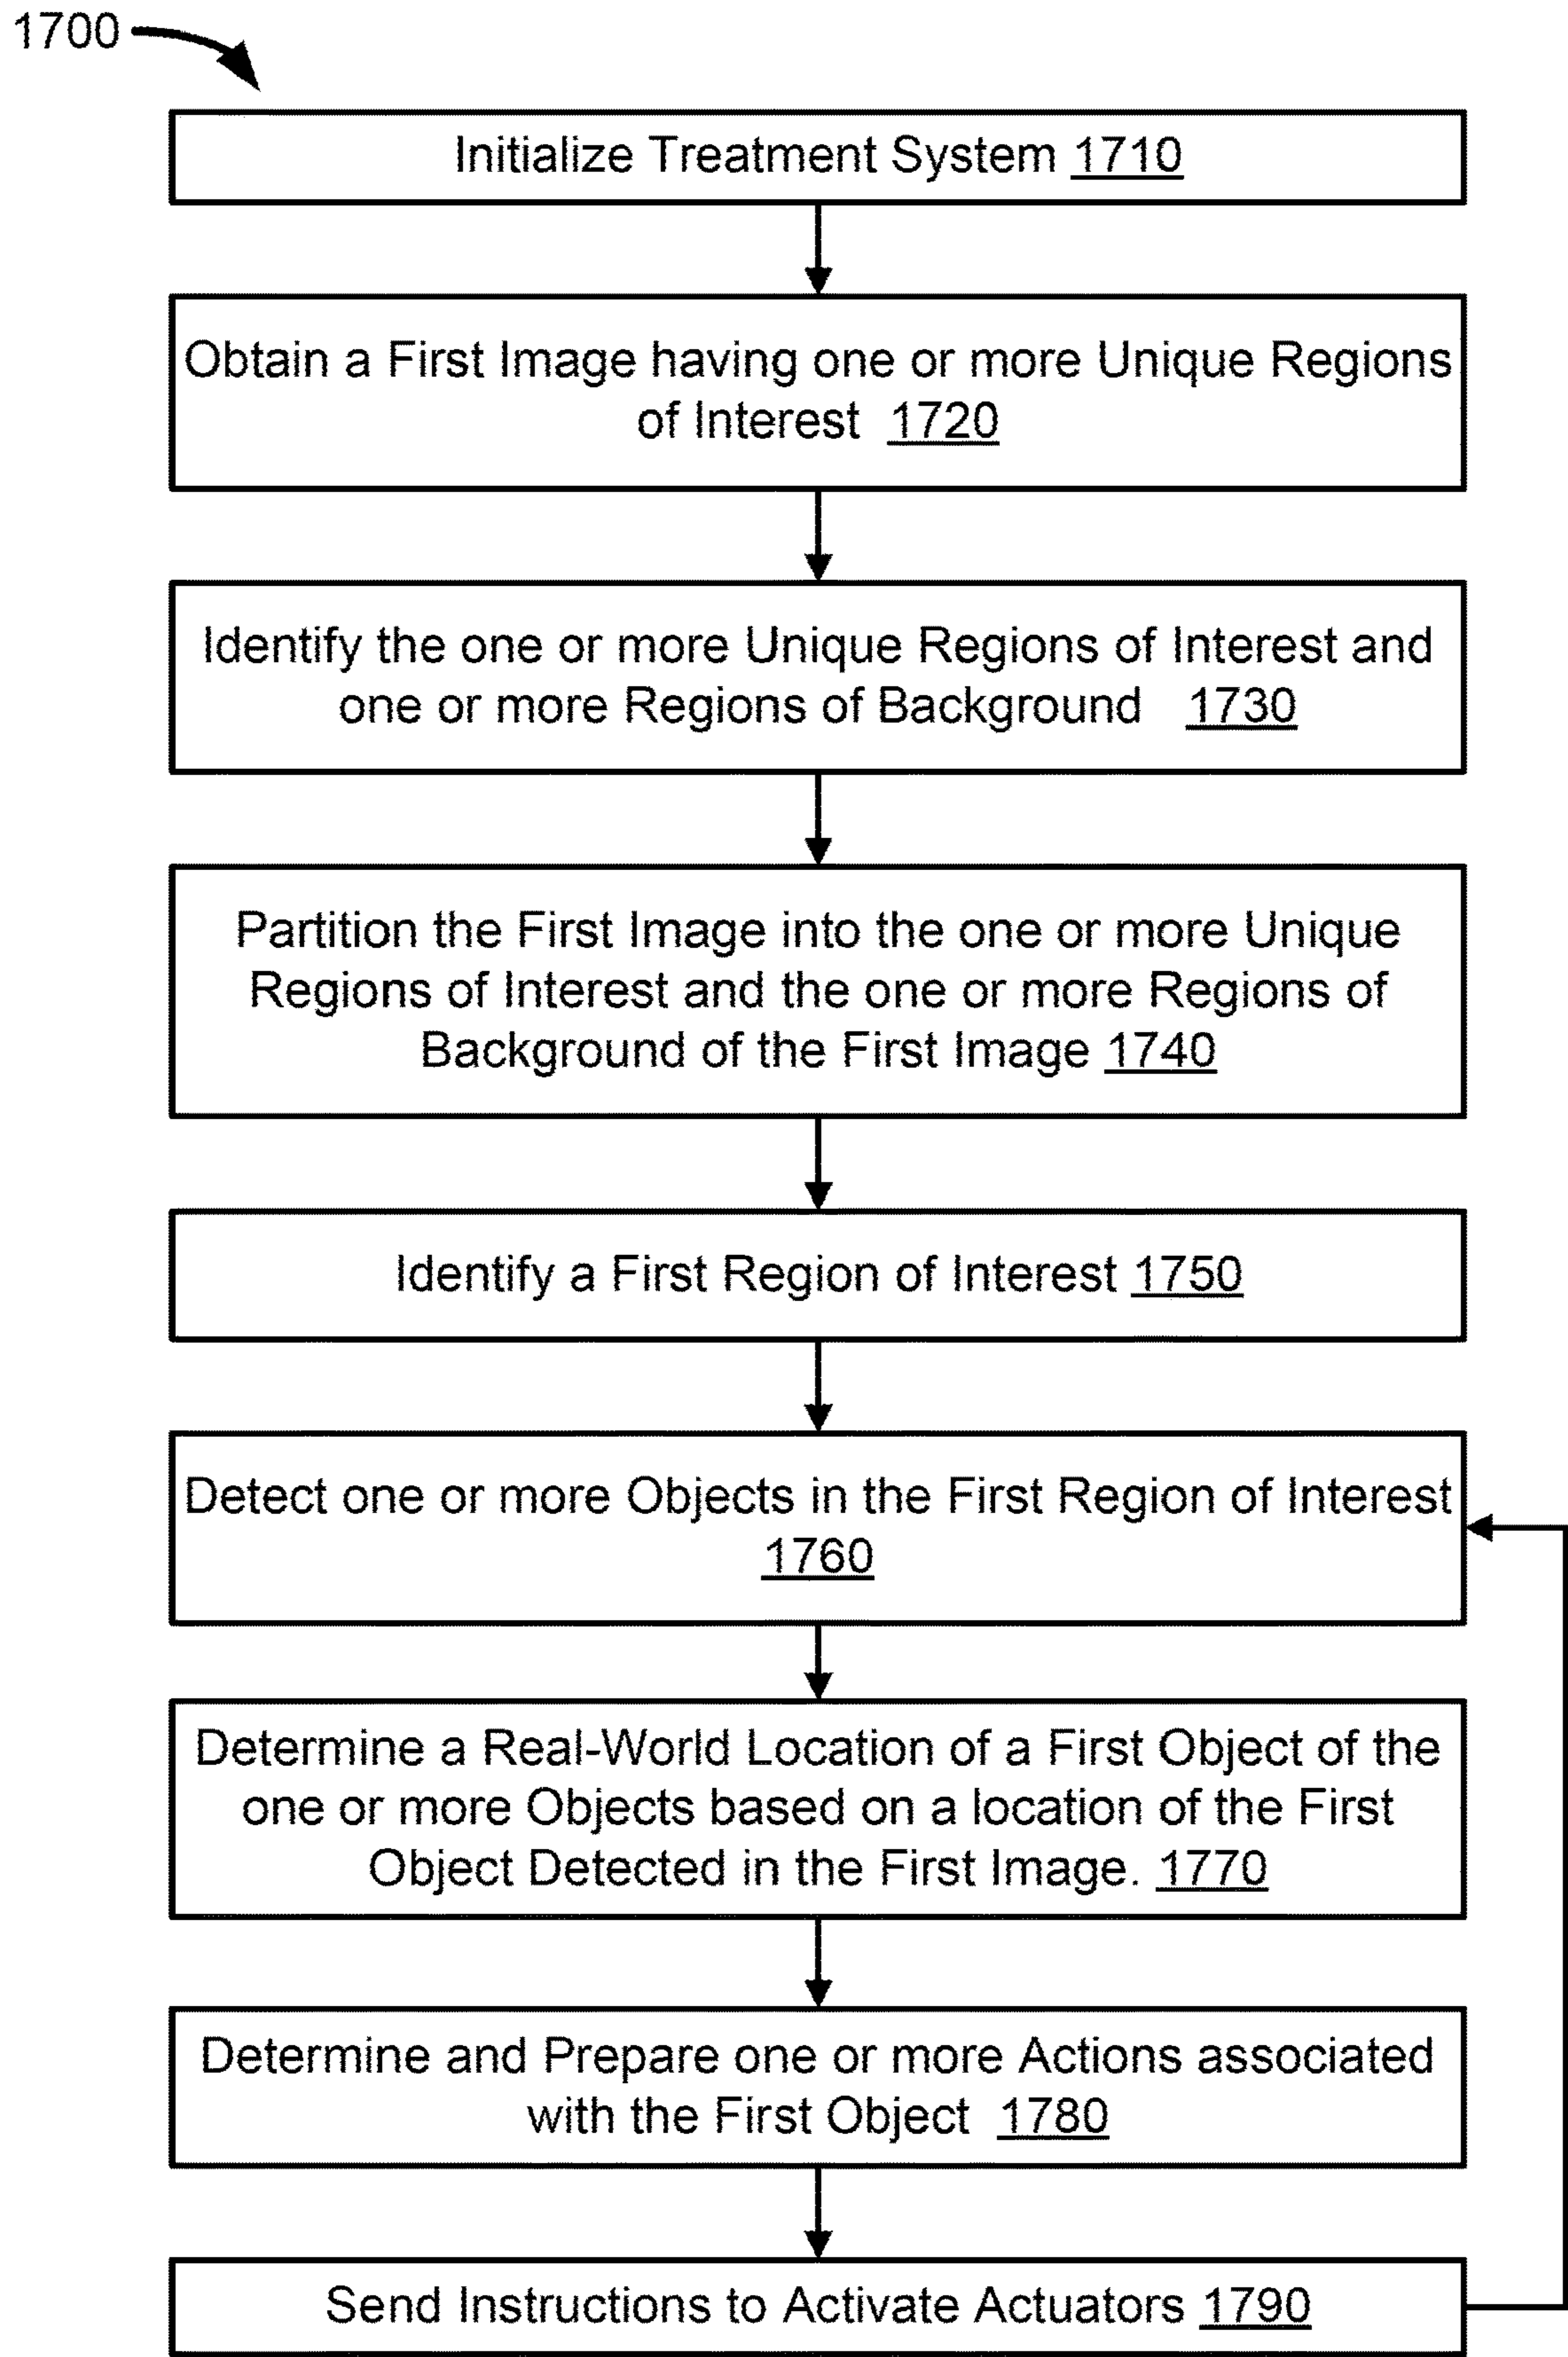 1700
Initialize Treatment System 1710
Obtain a First Image having one or more Unique Regions
of Interest 1720
Identify the one or more Unique Regions of Interest and
one or more Regions of Background 1730
Partition the First Image into the one or more Unique
Regions of Interest and the one or more Regions of
Background of the First Image 1740
Identify a First Region of Interest 1750
Detect one or more Objects in the First Region of Interest
1760
Determine a Real-World Location of a First Object of the
one or more Objects based on a location of the First
Object Detected in the First Image. 1770
Determine and Prepare one or more Actions associated
with the First Object 1780
Send Instructions to Activate Actuators 1790